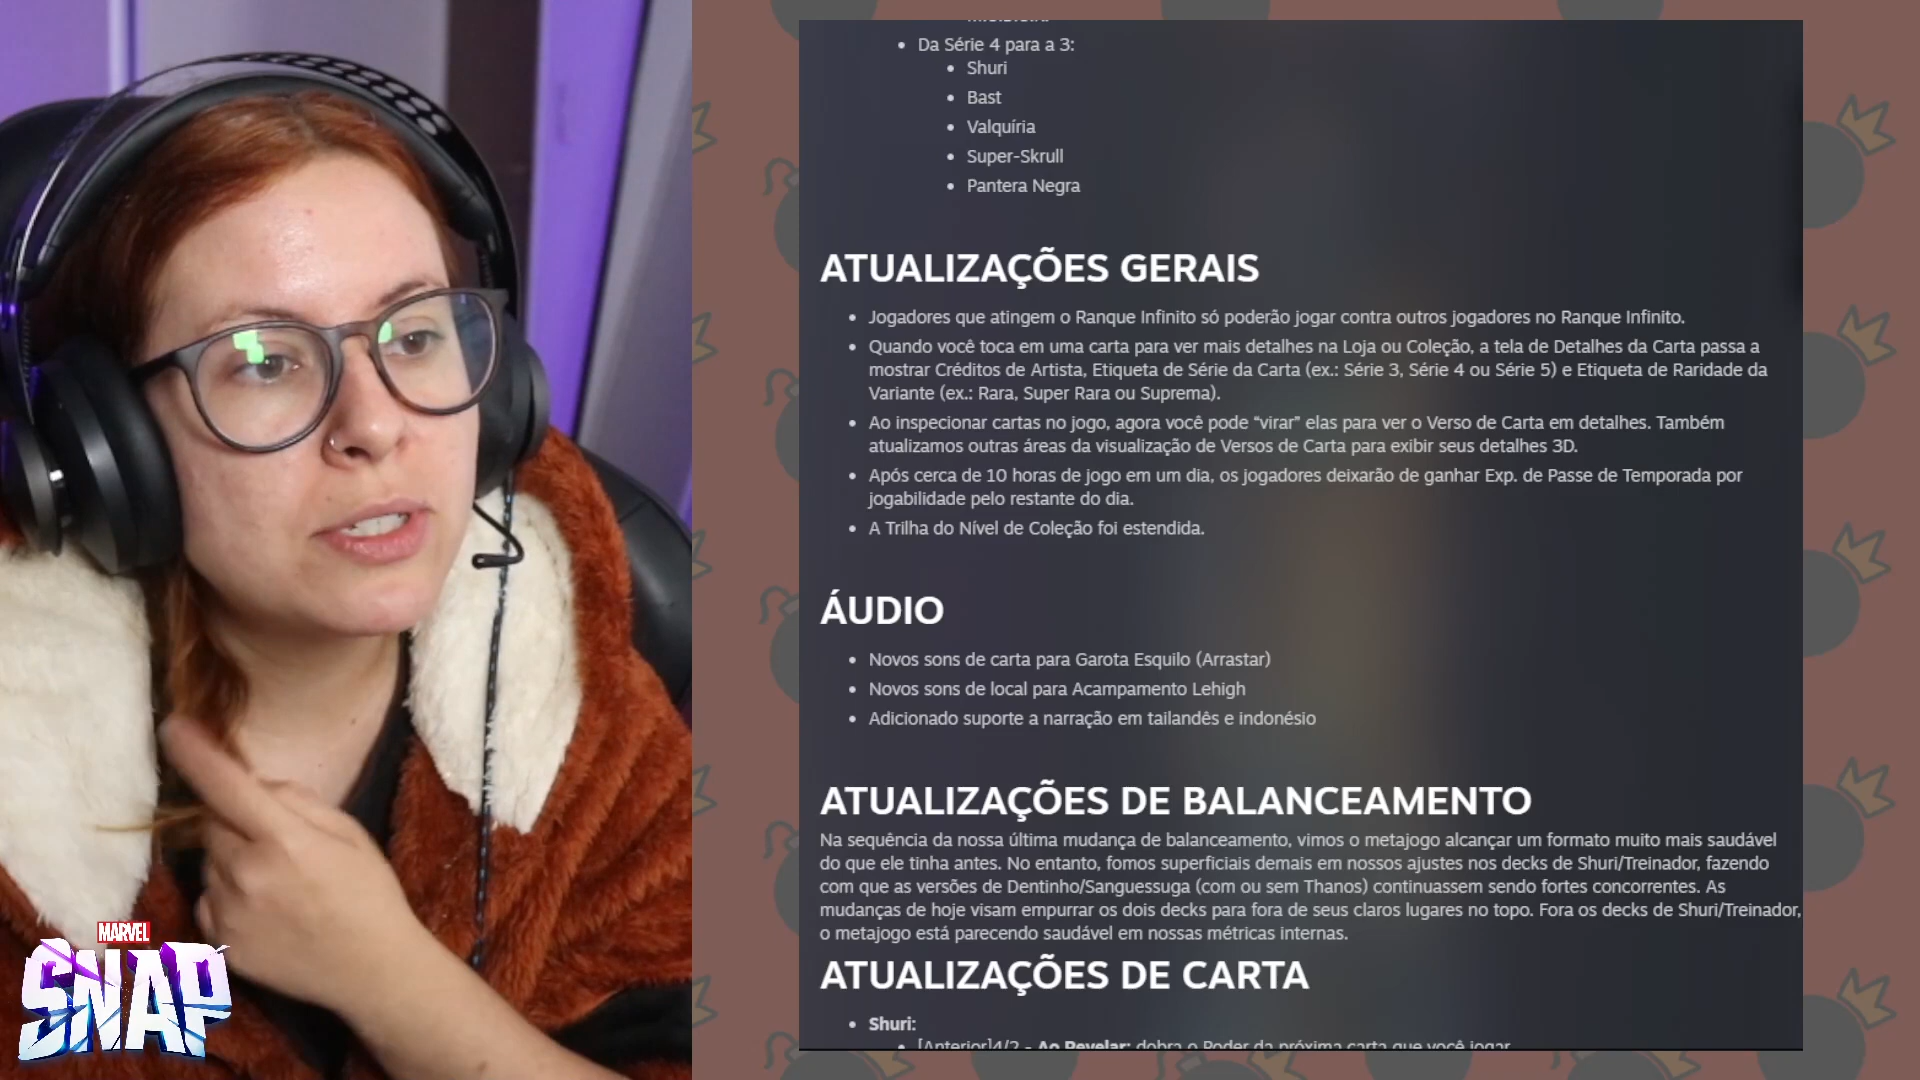 Da Série 4 para a 3:
Shuri
Bast
Valquíria
Super-Skrull
Pantera Negra
ATUALIZAÇÕES GERAIS
Jogadores que atingem o Ranque Infinito só poderão jogar contra outros jogadores no Ranque Infinito.
Quando você toca em uma carta para ver mais detalhes na Loja ou Coleção, a tela de Detalhes da Carta passa a
mostrar Créditos de Artista, Etiqueta de Série da Carta (ex.: Série 3, Série 4 ou Série 5) e Etiqueta de Raridade da
Variante (ex.: Rara, Super Rara ou Suprema).
Ao inspecionar cartas no jogo, agora você pode “virar” elas para ver o Verso de Carta em detalhes. Também
atualizamos outras áreas da visualização de Versos de Carta para exibir seus detalhes 3D.
Após cerca de 10 horas de jogo em um dia, os jogadores deixarão de ganhar Exp. de Passe de Temporada por
jogabilidade pelo restante do dia.
A Trilha do Nível de Coleção foi estendida.
ÁUDIO
Novos sons de carta para Garota Esquilo (Arrastar)
Novos sons de local para Acampamento Lehigh
Adicionado suporte a narração em tailandês e indonésio
ATUALIZAÇÕES DE BALANCEAMENTO
Na sequência da nossa última mudança de balanceamento, vimos o metajogo alcançar um formato muito mais saudável
do que ele tinha antes. No entanto, fomos superficiais demais em nossos ajustes nos decks de Shuri/Treinador, fazendo
com que as versões de Dentinho/Sanguessuga (com ou sem Thanos) continuassem sendo fortes concorrentes. As
mudanças de hoje visam empurrar os dois decks para fora de seus claros lugares no topo. Fora os decks de Shuri/Treinador,
o metajogo está parecendo saudável em nossas métricas internas.
ATUALIZAÇÕES DE CARTA
Shuri:
[Anterior]4/2 - Ao Revelar: dobra o Poder da próxima carta que você jogar
MARVEL
SNAP